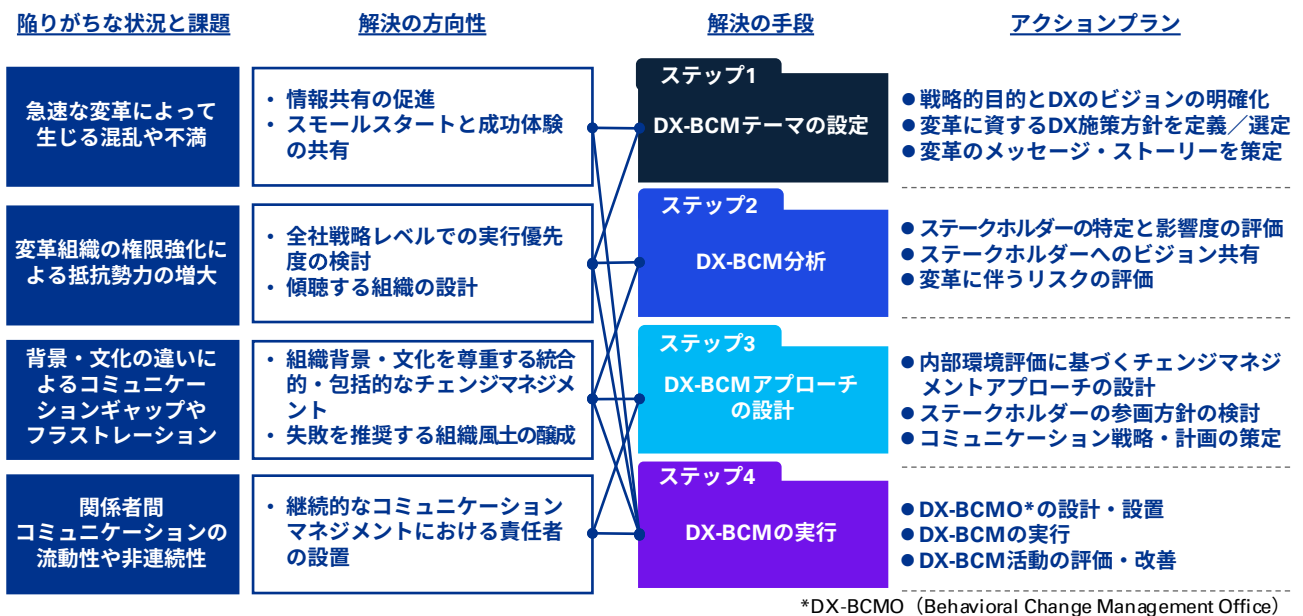 陥りがちな状況と課題
解決の方向性
解決の手段
アクションプラン
急速な変革によって
生じる混乱や不満
・ 情報共有の促進
・ スモールスタートと成功体験
の共有
ステップ1
DX-BCMテーマの設定
●戦略的目的とDXのビジョンの明確化
●変革に資するDX施策方針を定義／選定
●変革のメッセージ・ストーリーを策定
変革組織の権限強化に
よる抵抗勢力の増大
・ 全社戦略レベルでの実行優先
度の検討
・ 傾聴する組織の設計
ステップ2
DX-BCM分析
●ステークホルダーの特定と影響度の評価
●ステークホルダーへのビジョン共有
●変革に伴うリスクの評価
背景・文化の違いに
よるコミュニケー
ションギャップや
フラストレーション
・ 組織背景・文化を尊重する統合
的・包括的なチェンジマネジメ
ント
・ 失敗を推奨する組織風土の醸成
ステップ3
DX-BCMアプローチ
の設計
●内部環境評価に基づくチェンジマネジ
メントアプローチの設計
●ステークホルダーの参画方針の検討
●コミュニケーション戦略・計画の策定
関係者間
コミュニケーションの
流動性や非連続性
・ 継続的なコミュニケーション
マネジメントにおける責任者
の設置
ステップ4
DX-BCMの実行
●DX-BCMO*の設計・設置
●DX-BCMの実行
●DX-BCM活動の評価・改善
*DX-BCMO（Behavioral Change Management Office）